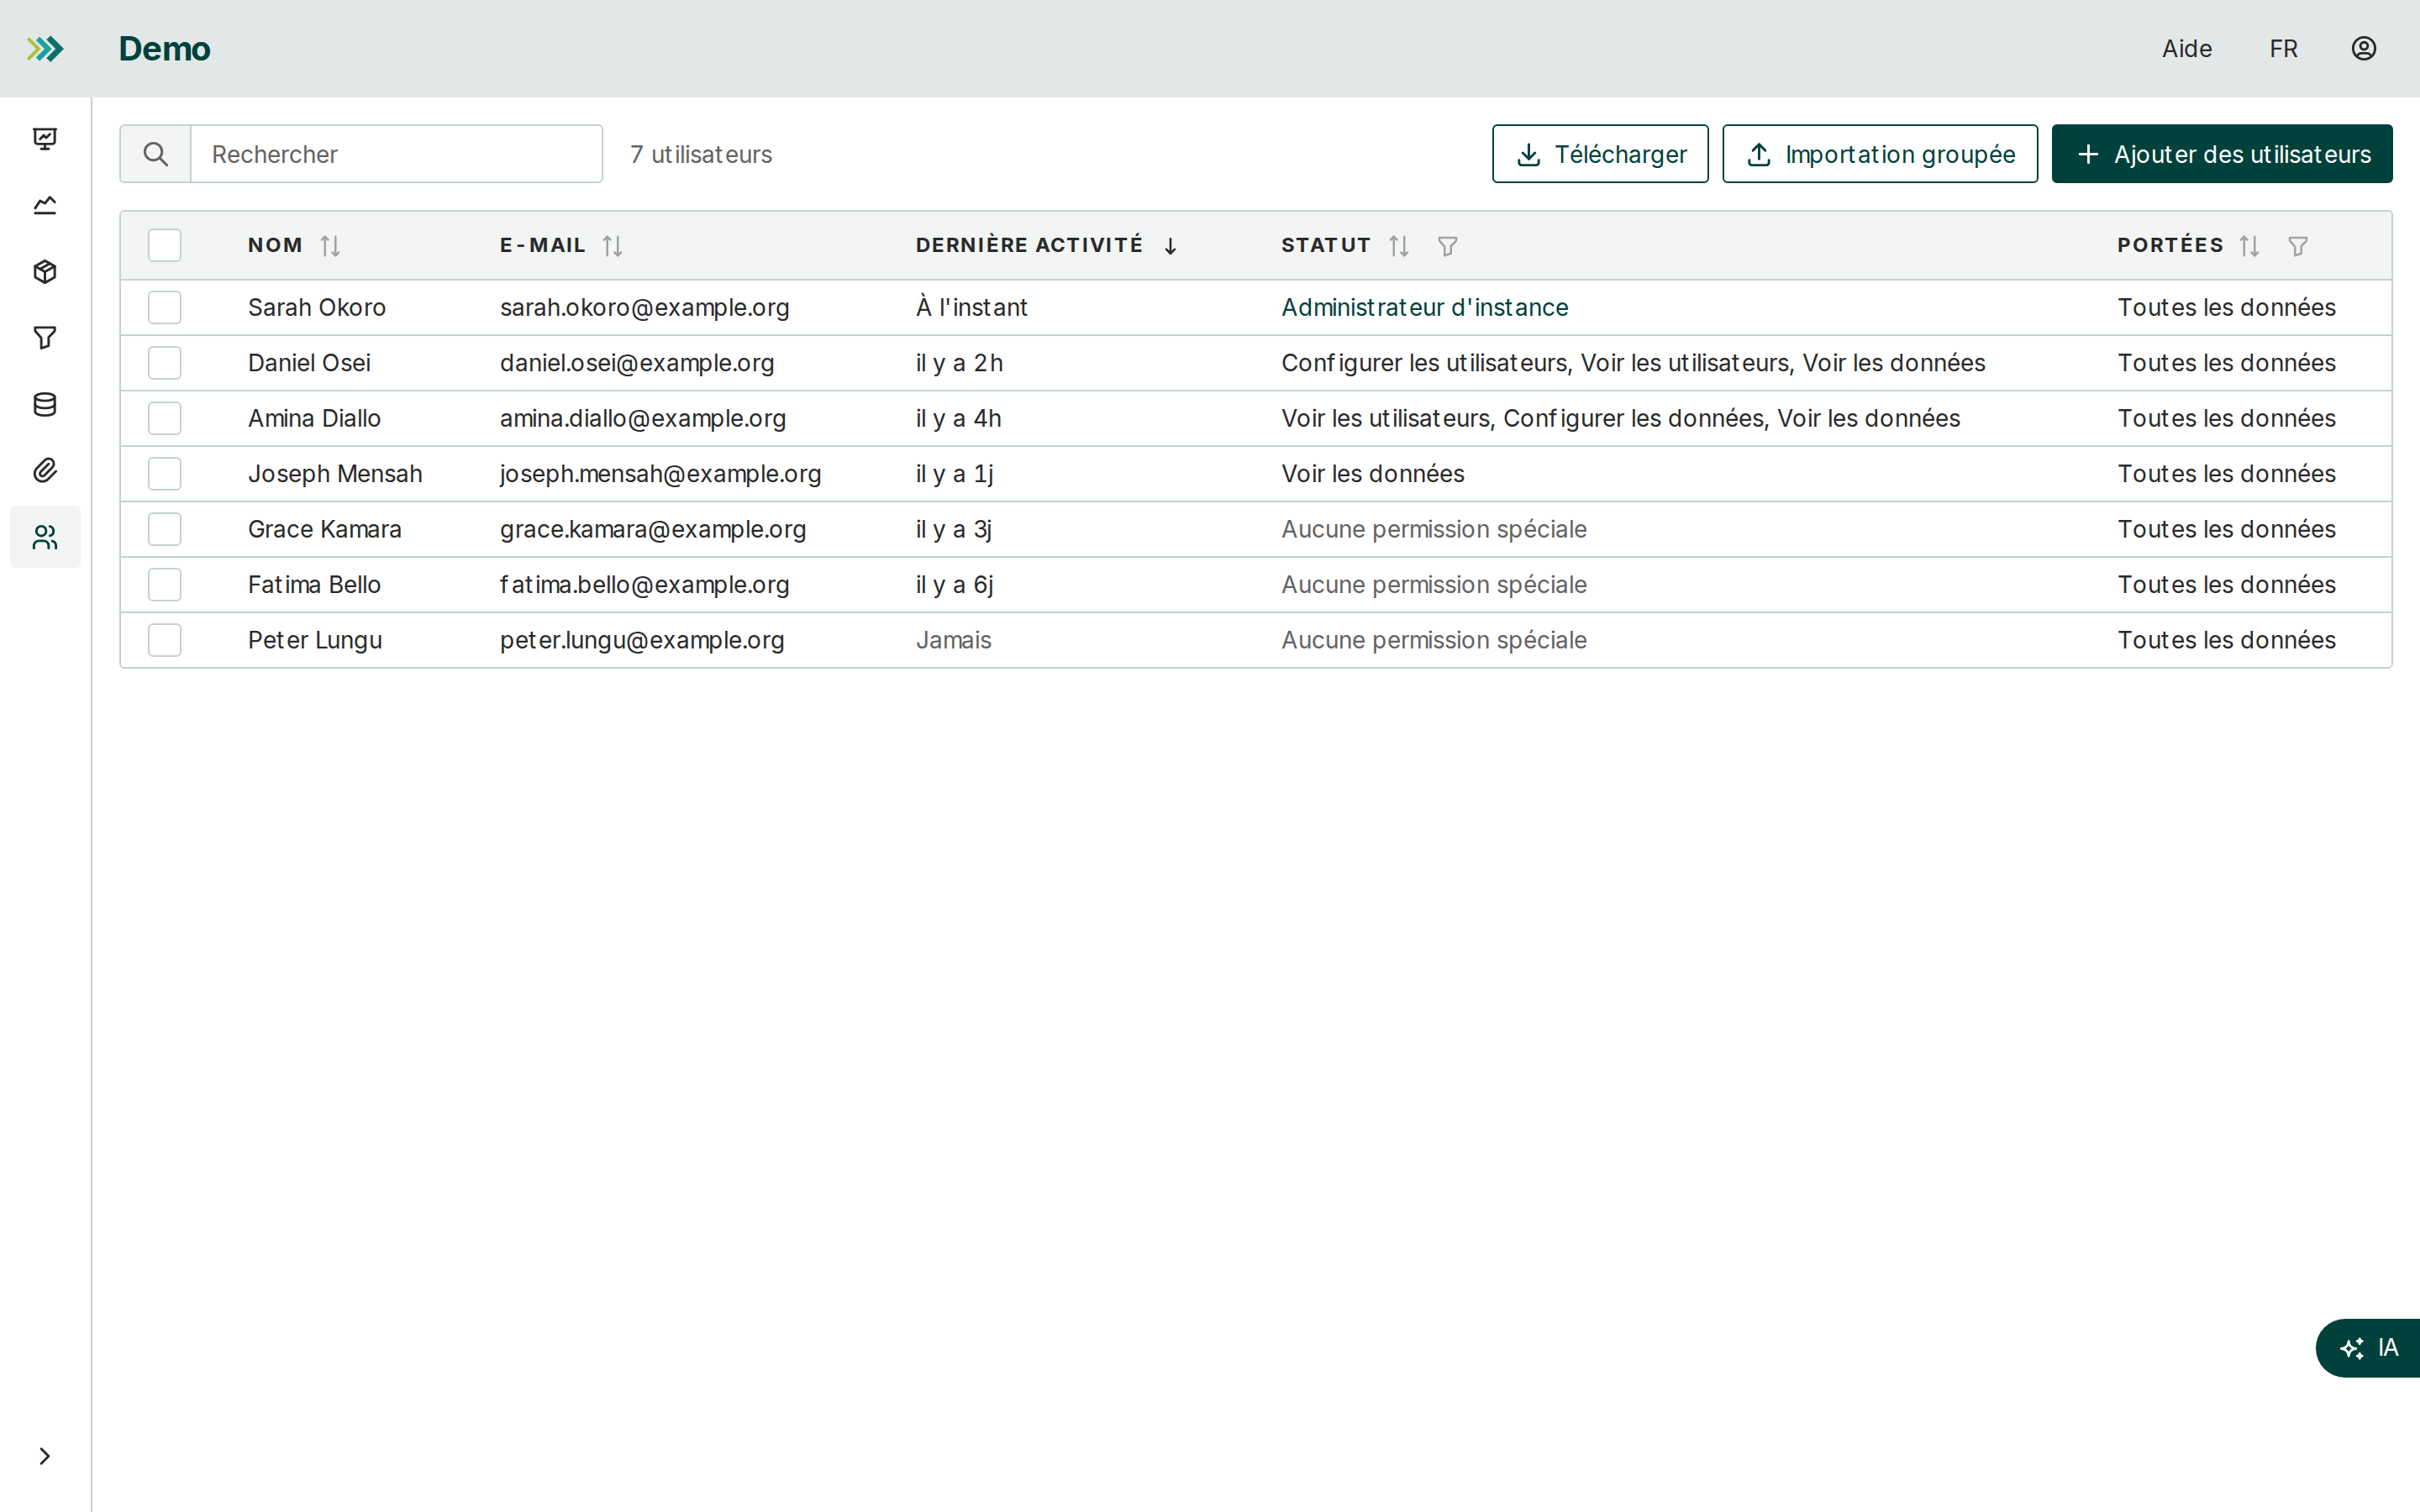 Demo
Aide
FR
Rechercher
7 utilisateurs
Télécharger
Importation groupée
Ajouter des utilisateurs
NOM E-MAIL DERNIÈRE ACTIVITÉ STATUT PORTÉES
Sarah Okoro sarah.okoro@example.org À l'instant Administrateur d'instance Toutes les données
Daniel Osei daniel.osei@example.org il y a 2h Configurer les utilisateurs, Voir les utilisateurs, Voir les données Toutes les données
Amina Diallo amina.diallo@example.org il y a 4h Voir les utilisateurs, Configurer les données, Voir les données Toutes les données
Joseph Mensah joseph.mensah@example.org il y a 1j Voir les données Toutes les données
Grace Kamara grace.kamara@example.org il y a 3j Aucune permission spéciale Toutes les données
Fatima Bello fatima.bello@example.org il y a 6j Aucune permission spéciale Toutes les données
Peter Lungu peter.lungu@example.org Jamais Aucune permission spéciale Toutes les données
IA